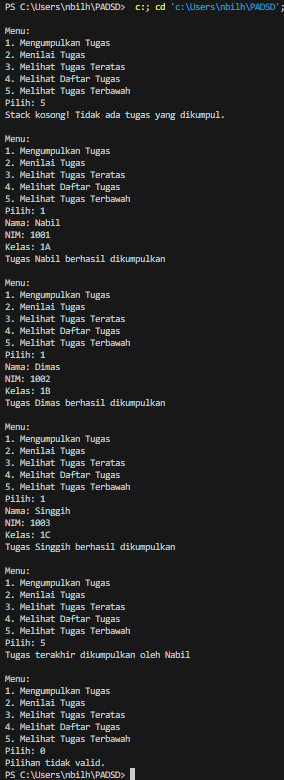 PS C:\Users\nbilh\PADSD>  c:; cd 'c:\Users\nbilh\PADSD';
Menu:
1. Mengumpulkan Tugas
2. Menilai Tugas
3. Melihat Tugas Teratas
4. Melihat Daftar Tugas
5. Melihat Tugas Terbawah
Pilih: 5
Stack kosong! Tidak ada tugas yang dikumpul.
Menu:
1. Mengumpulkan Tugas
2. Menilai Tugas
3. Melihat Tugas Teratas
4. Melihat Daftar Tugas
5. Melihat Tugas Terbawah
Pilih: 1
Nama: Nabil
NIM: 1001
Kelas: 1A
Tugas Nabil berhasil dikumpulkan
Menu:
1. Mengumpulkan Tugas
2. Menilai Tugas
3. Melihat Tugas Teratas
4. Melihat Daftar Tugas
5. Melihat Tugas Terbawah
Pilih: 1
Nama: Dimas
NIM: 1002
Kelas: 1B
Tugas Dimas berhasil dikumpulkan
Menu:
1. Mengumpulkan Tugas
2. Menilai Tugas
3. Melihat Tugas Teratas
4. Melihat Daftar Tugas
5. Melihat Tugas Terbawah
Pilih: 1
Nama: Singgih
NIM: 1003
Kelas: 1C
Tugas Singgih berhasil dikumpulkan
Menu:
1. Mengumpulkan Tugas
2. Menilai Tugas
3. Melihat Tugas Teratas
4. Melihat Daftar Tugas
5. Melihat Tugas Terbawah
Pilih: 5
Tugas terakhir dikumpulkan oleh Nabil
Menu:
1. Mengumpulkan Tugas
2. Menilai Tugas
3. Melihat Tugas Teratas
4. Melihat Daftar Tugas
5. Melihat Tugas Terbawah
Pilih: 0
Pilihan tidak valid.
PS C:\Users\nbilh\PADSD>